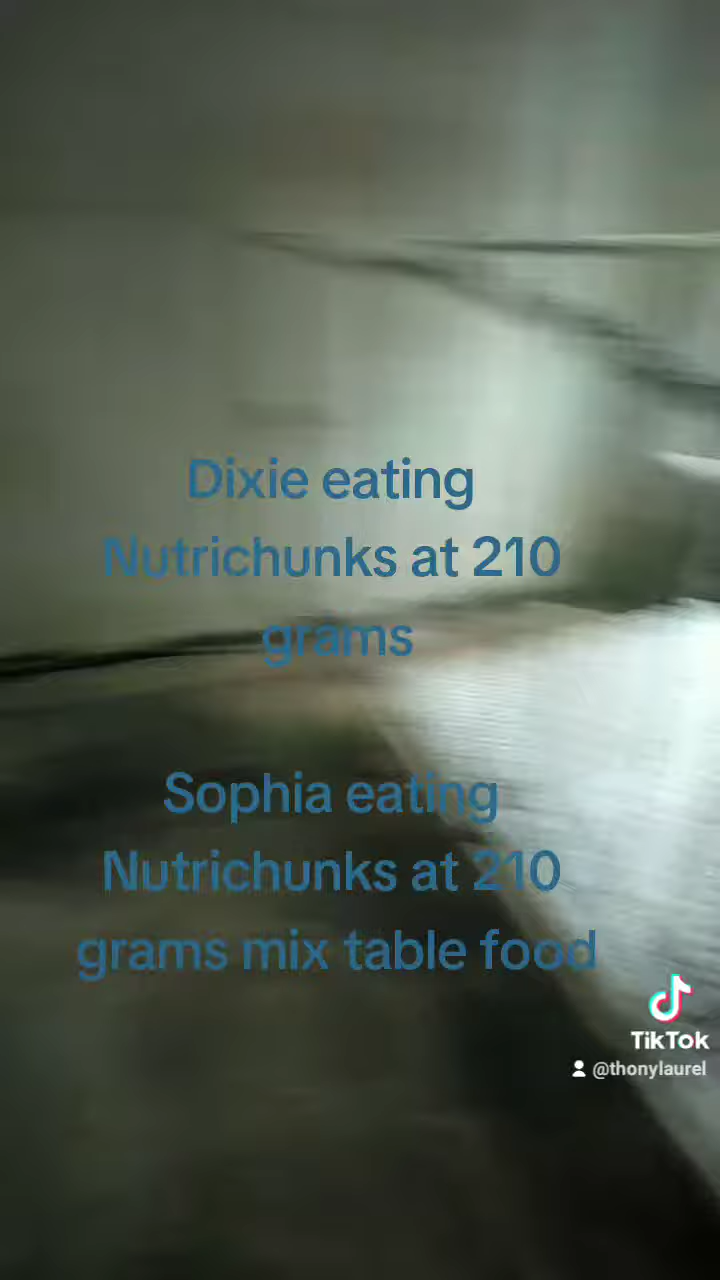 Dixie eating
Nutrichunks at 210
grams
Sophia eating
Nutrichunks at 210
grams mix table food
TikTok
@thonylaurel